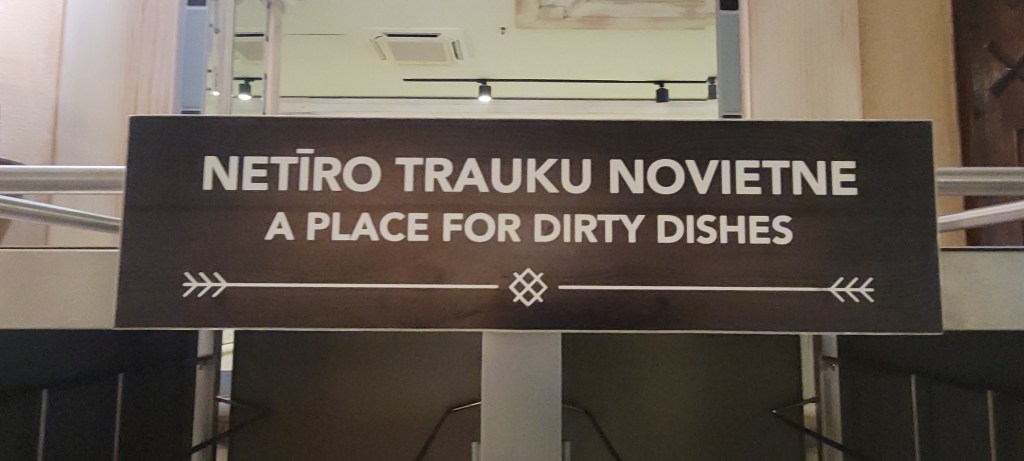 NETĪRO TRAUKU NOVIETNE
A PLACE FOR DIRTY DISHES